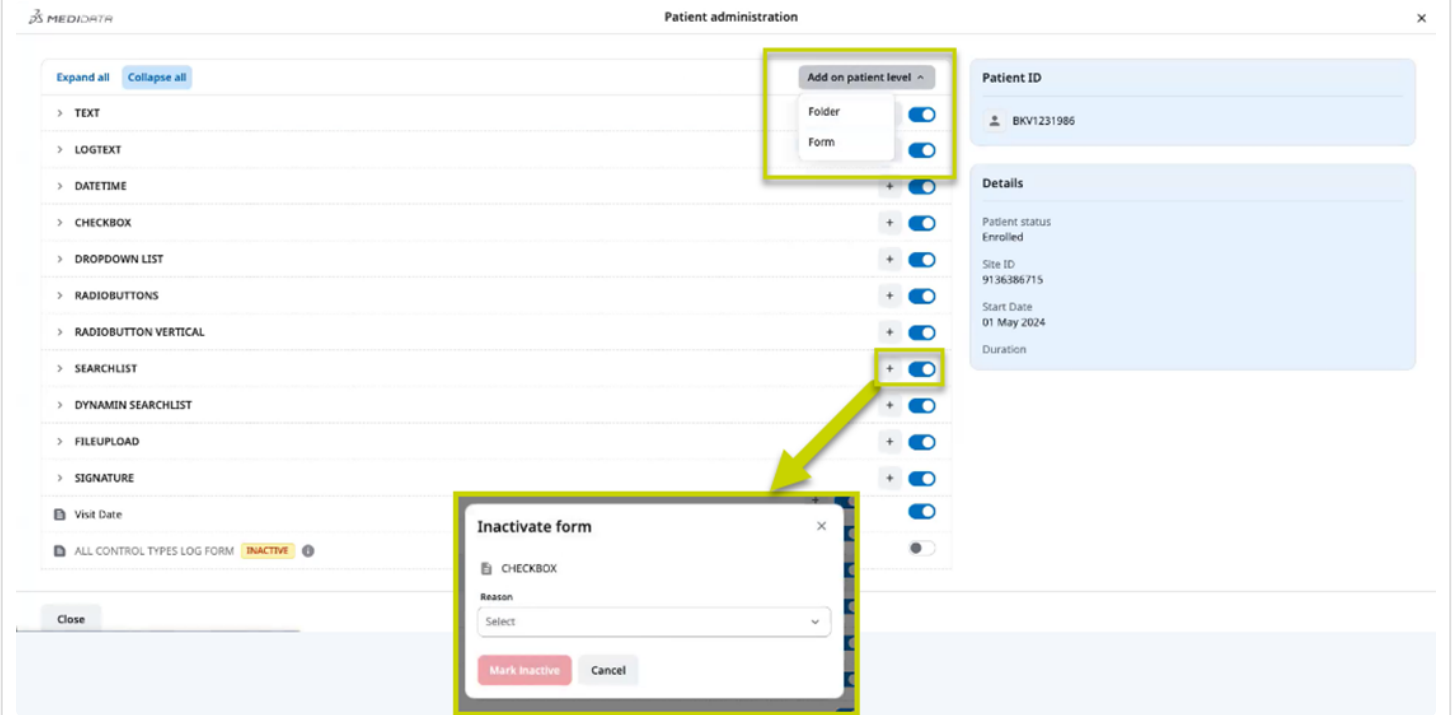 MEDIDATA
Patient administration
Expand all Collapse all
Add on patient level
Folder
Form
TEXT
LOGTEXT
DATETIME
CHECKBOX
DROPDOWN LIST
RADIOBUTTONS
RADIOBUTTON VERTICAL
SEARCHLIST
DYNAMIN SEARCHLIST
FILEUPLOAD
SIGNATURE
Visit Date
ALL CONTROL TYPES LOG FORM INACTIVE
Close
Patient ID
BKV1231986
Details
Patient status
Enrolled
Site ID
9136386715
Start Date
01 May 2024
Duration
Inactivate form
CHECKBOX
Reason
Select
Mark Inactive Cancel